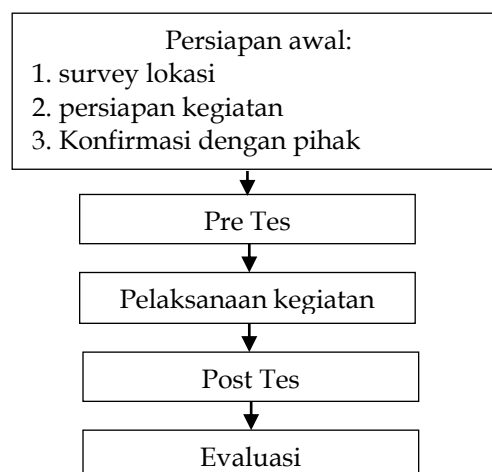 Persiapan awal:
1. survey lokasi
2. persiapan kegiatan
3. Konfirmasi dengan pihak
Pre Tes
Pelaksanaan kegiatan
Post Tes
Evaluasi